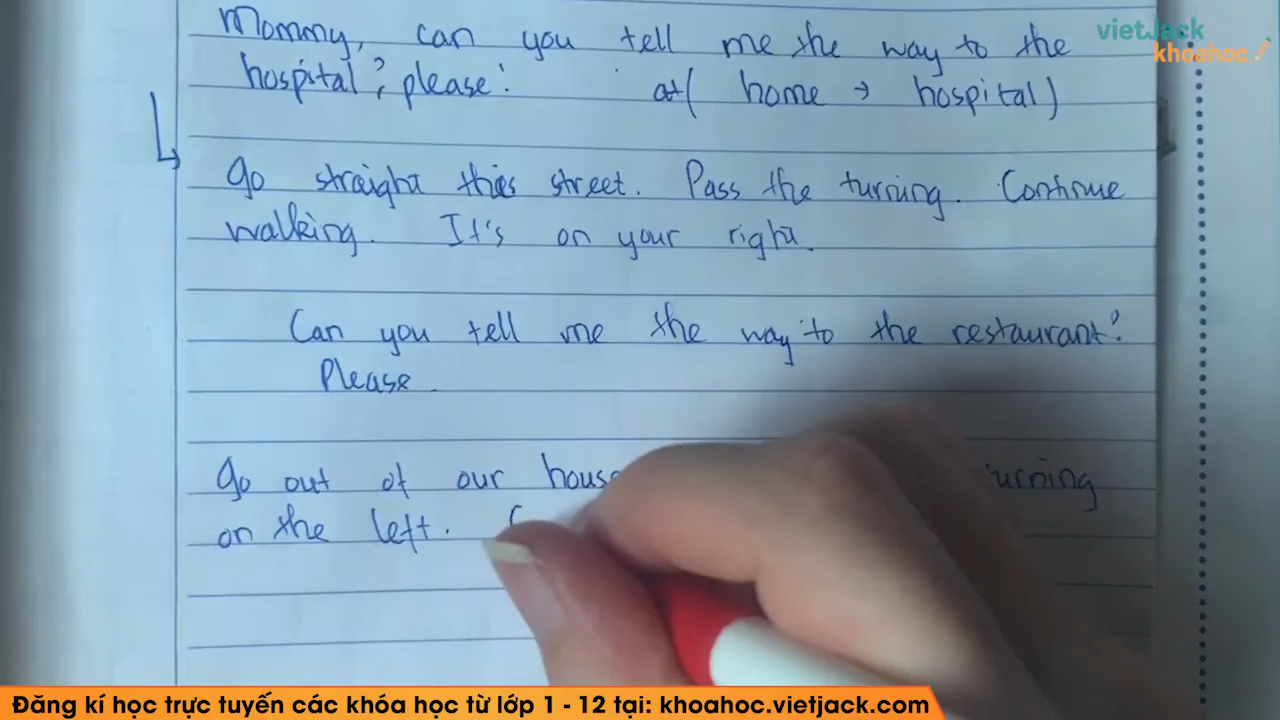 vietJack
khoahoc
Mommy, can you tell me the way to the
hospital?, please!
at( home → hospital)
Go straight this street. Pass the turning. Continue
walking. It's on your right.
Can you tell me the way to the restaurant?
Please.
Go out of our house urning
on the left.
Đăng kí học trực tuyến các khóa học từ lớp 1 - 12 tại: khoahoc.vietjack.com